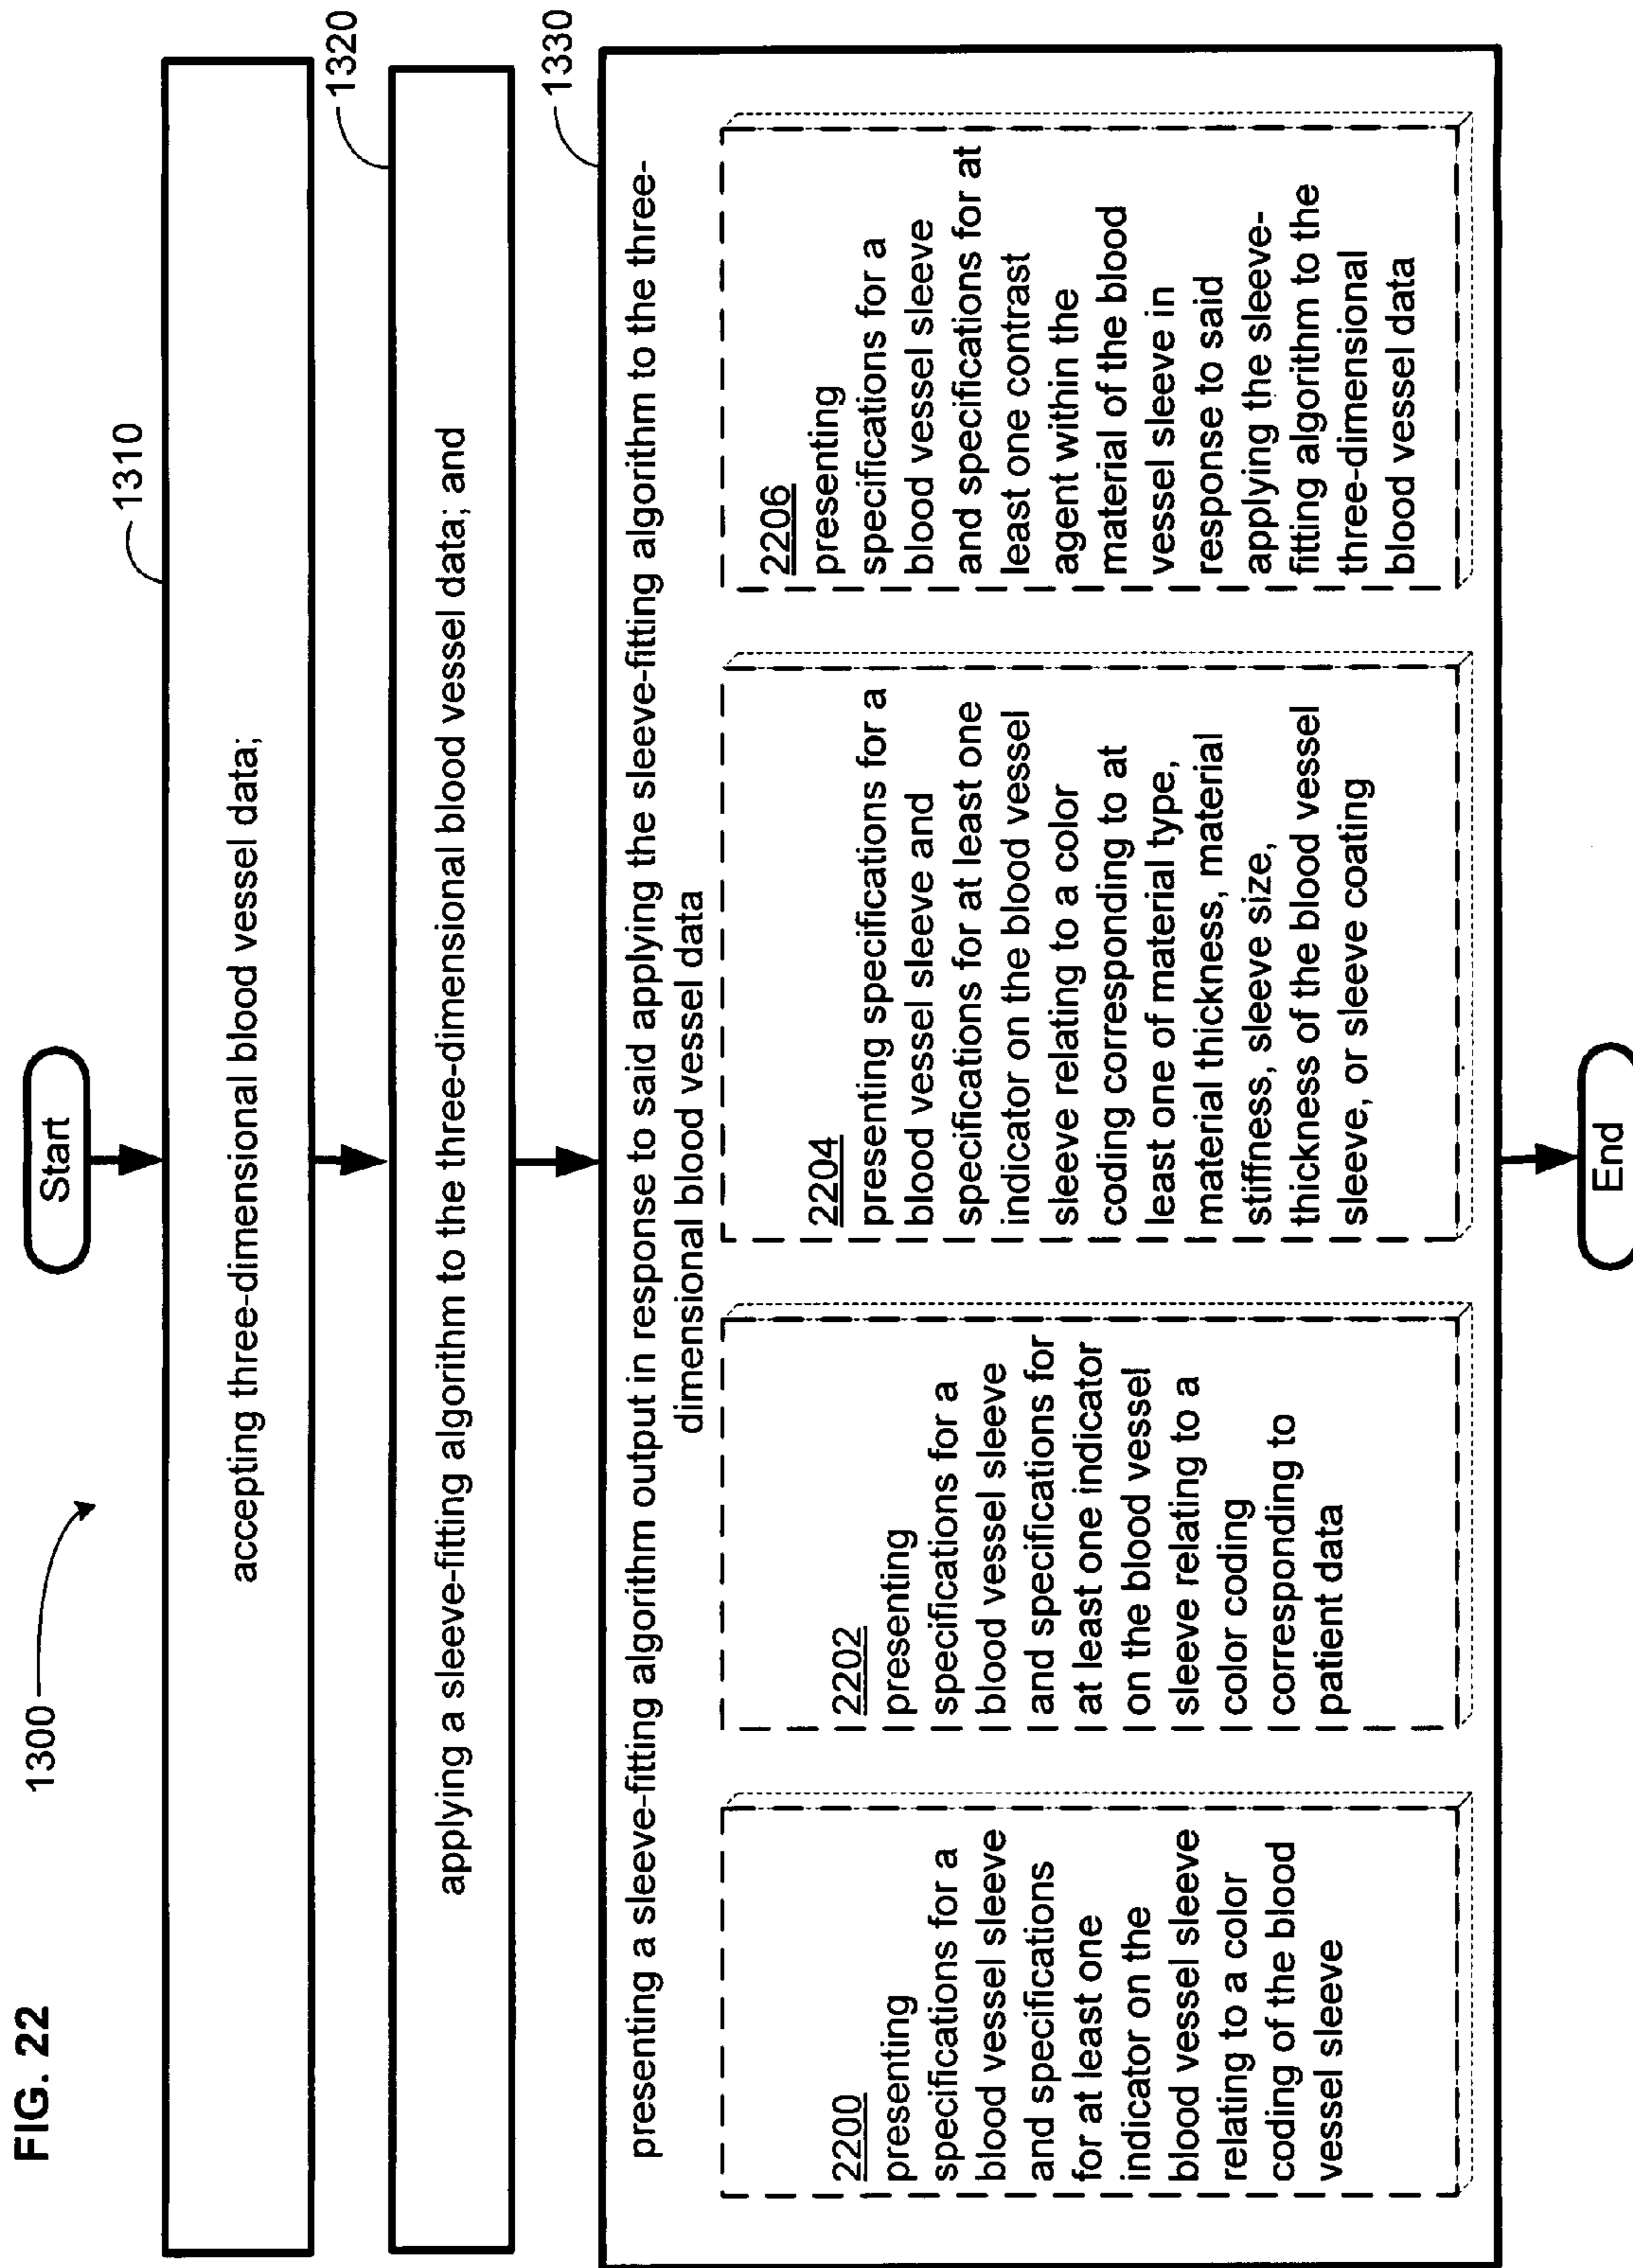 FIG. 22
1300
Start
1310
accepting three-dimensional blood vessel data;
1320
applying a sleeve-fitting algorithm to the three-dimensional blood vessel data; and
1330
presenting a sleeve-fitting algorithm output in response to said applying the sleeve-fitting algorithm to the three-
dimensional blood vessel data
2200
presenting
specifications for a
blood vessel sleeve
and specifications
for at least one
indicator on the
blood vessel sleeve
relating to a color
coding of the blood
vessel sleeve
2202
presenting
specifications for a
blood vessel sleeve
and specifications for
at least one indicator
on the blood vessel
sleeve relating to a
color coding
corresponding to
patient data
2204
presenting specifications for a
blood vessel sleeve and
specifications for at least one
indicator on the blood vessel
sleeve relating to a color
coding corresponding to at
least one of material type,
material thickness, material
stiffness, sleeve size,
thickness of the blood vessel
sleeve, or sleeve coating
2206
presenting
specifications for a
blood vessel sleeve
and specifications for at
least one contrast
agent within the
material of the blood
vessel sleeve in
response to said
applying the sleeve-
fitting algorithm to the
three-dimensional
blood vessel data
End